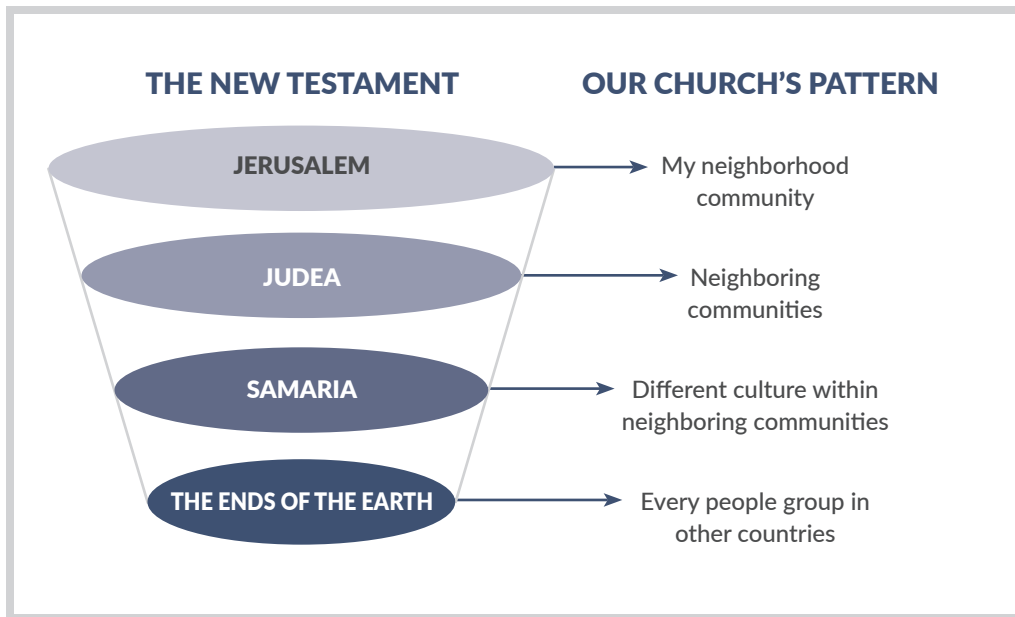 THE NEW TESTAMENT
OUR CHURCH’S PATTERN
JERUSALEM
My neighborhood
community
JUDEA
Neighboring
communities
SAMARIA
Different culture within
neighboring communities
THE ENDS OF THE EARTH
Every people group in
other countries